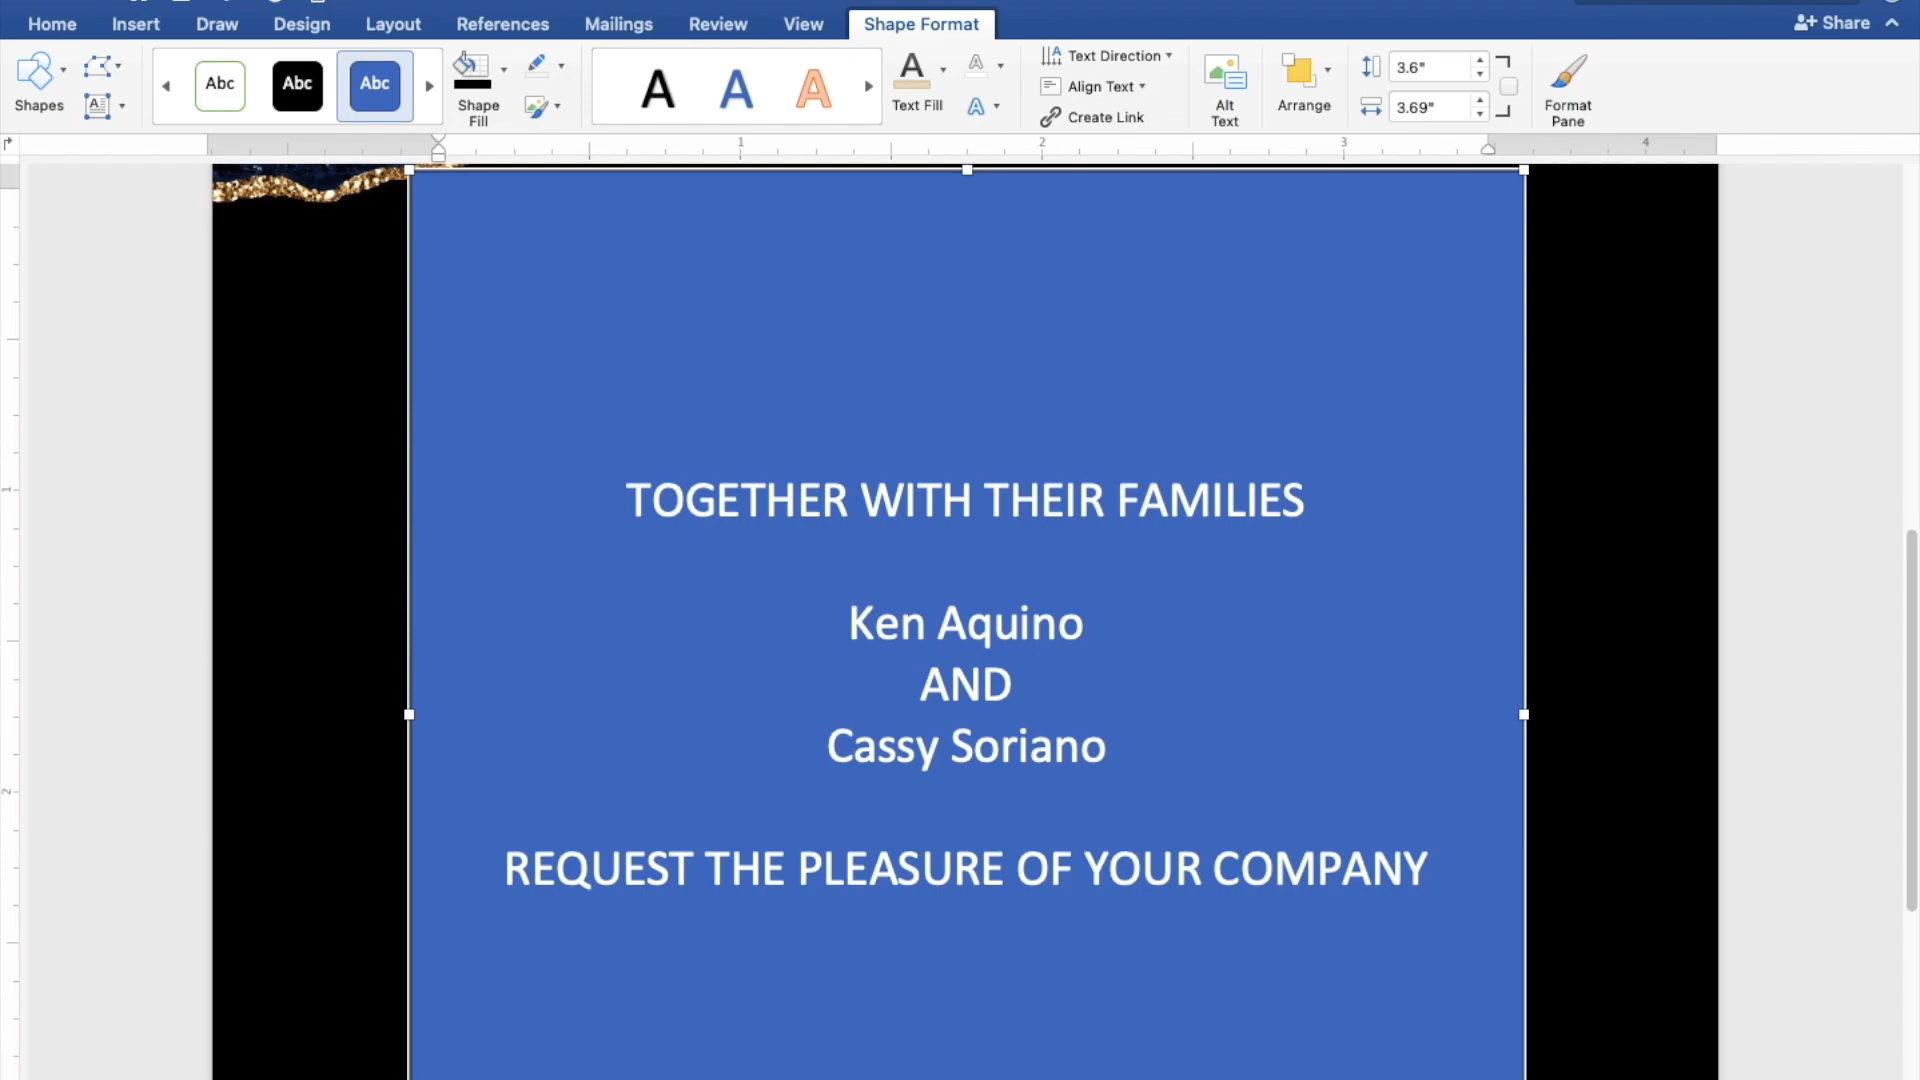 Home Insert Draw Design Layout References Mailings Review View Shape Format Share
Shapes
Abc Abc Abc
Shape Fill
A A A
A
Text Fill
A
A
Text Direction
Align Text
Create Link
Alt Text
Arrange
3.6"
3.69"
Format Pane
1 2 3 4
1
2
TOGETHER WITH THEIR FAMILIES
Ken Aquino
AND
Cassy Soriano
REQUEST THE PLEASURE OF YOUR COMPANY